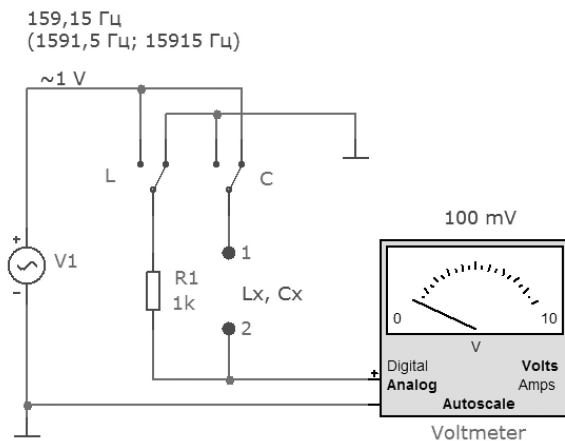 159,15 Гц
(1591,5 Гц; 15915 Гц)
~1 V
L
C
100 mV
+
V1
-
1
R1
1k
Lx, Cx
2
0
10
V
+
Digital
Volts
Analog
Amps
Autoscale
Voltmeter